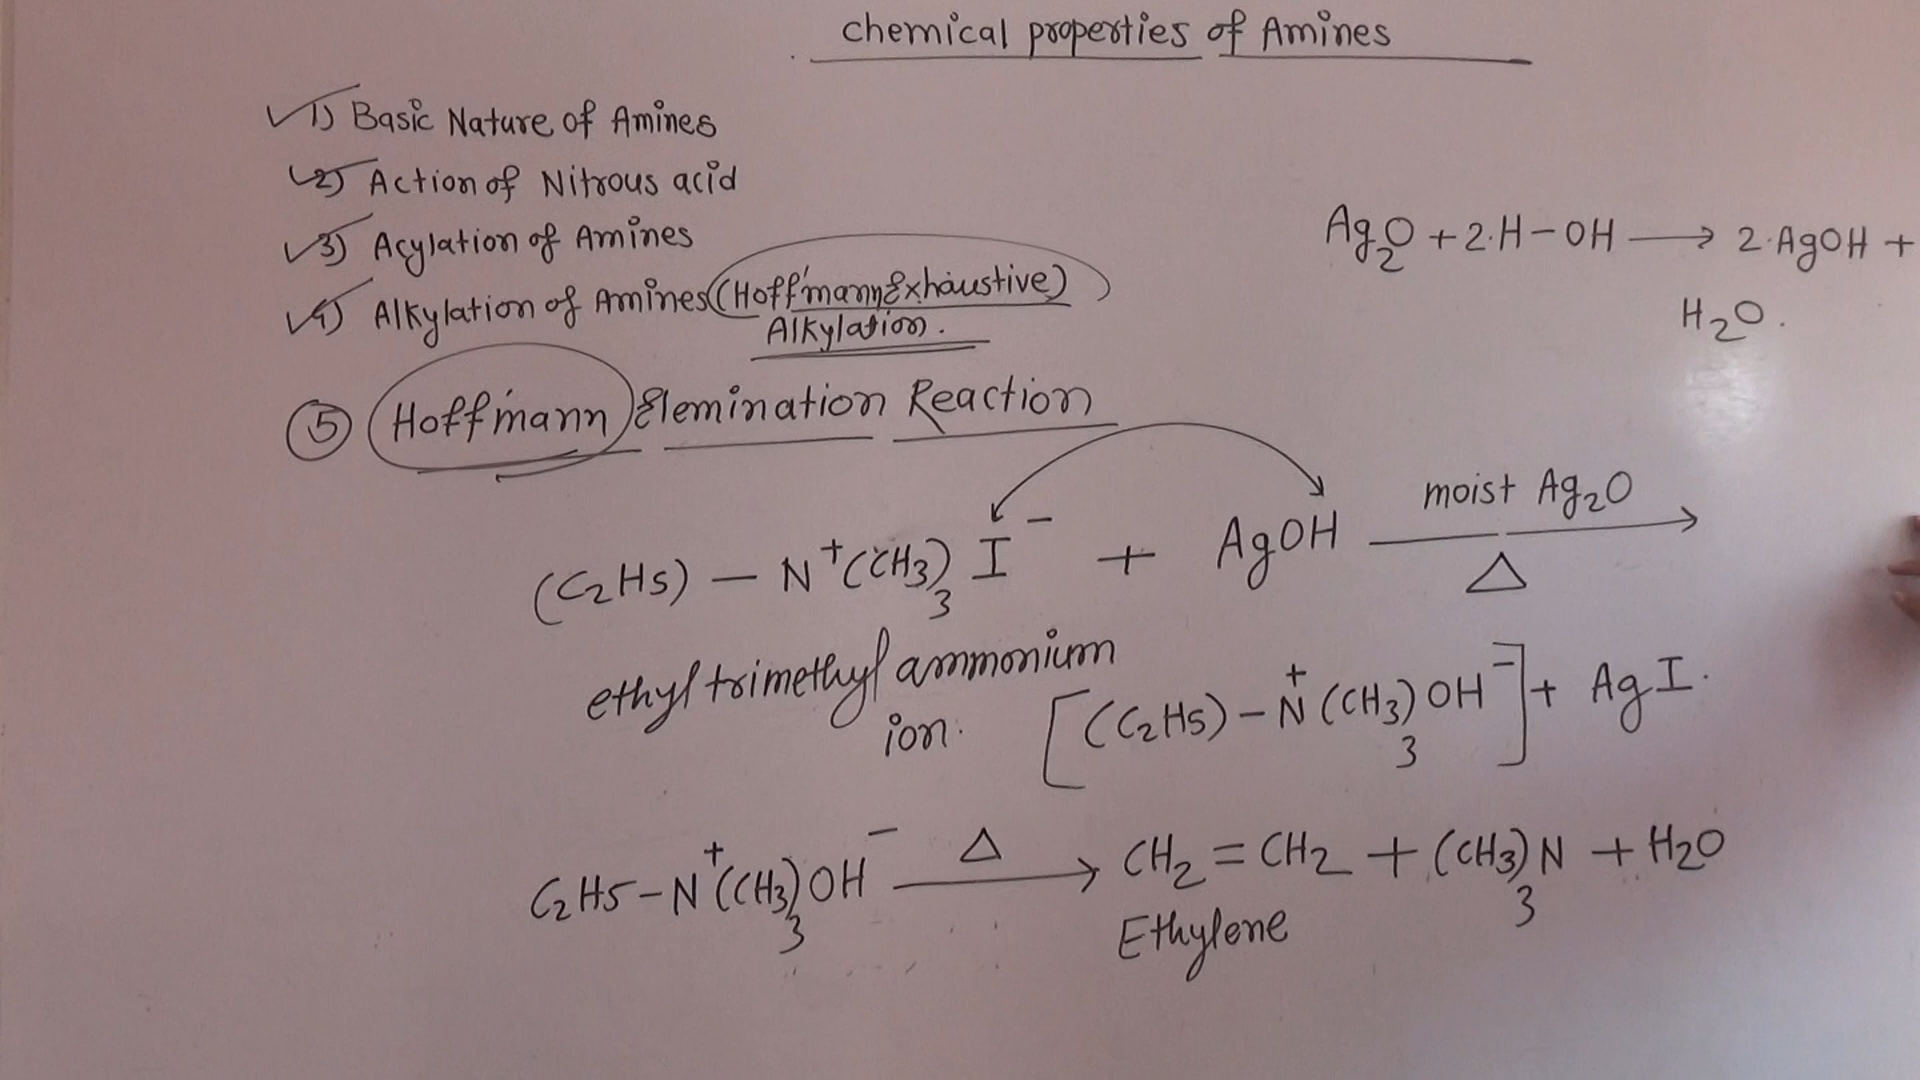 chemical properties of Amines
1) Basic Nature of Amines
2) Action of Nitrous acid
3) Acylation of Amines
4) Alkylation of Amines (Hoffmann Exhaustive)
Alkylation.
Ag2O + 2·H-OH → 2·AgOH +
H2O.
⑤ Hoffmann Elemination Reaction
(C2H5) — N⁺(CH3)3 I⁻ + AgOH moist Ag2O → Δ
ethyl trimethyl ammonium
ion.
[(C2H5) – N⁺(CH3)3 OH⁻] + AgI.
C2H5-N⁺(CH3)3 OH⁻ Δ → CH2=CH2 + (CH3)3 N + H2O
Ethylene